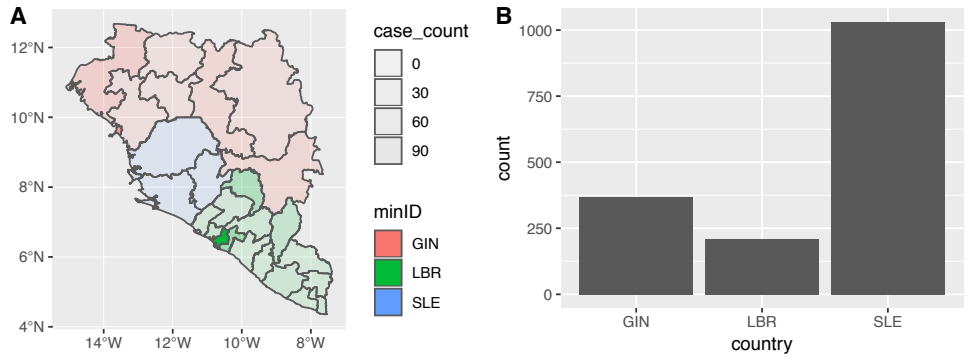 A
12°N
10°N
8°N
6°N
4°N
14°W 12°W 10°W 8°W
case_count
0
30
60
90
minID
GIN
LBR
SLE
B
1000
750
500
250
0
count
GIN LBR SLE
country